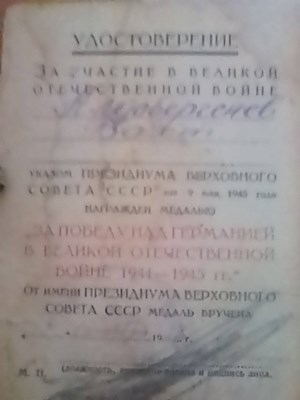 УДОСТОВЕРЕНИЕ
ЗА УЧАСТИЕ В ВЕЛИКОЙ
ОТЕЧЕСТВЕННОЙ ВОЙНЕ
УКАЗОМ ПРЕЗИДИУМА ВЕРХОВНОГО
СОВЕТА СССР от 9 мая 1945 года
НАГРАЖДЕН МЕДАЛЬЮ
"ЗА ПОБЕДУ НАД ГЕРМАНИЕЙ
В ВЕЛИКОЙ ОТЕЧЕСТВЕННОЙ
ВОЙНЕ 1941—1945 гг."
ОТ ИМЕНИ ПРЕЗИДИУМА ВЕРХОВНОГО
СОВЕТА СССР МЕДАЛЬ ВРУЧЕНА
М. П.